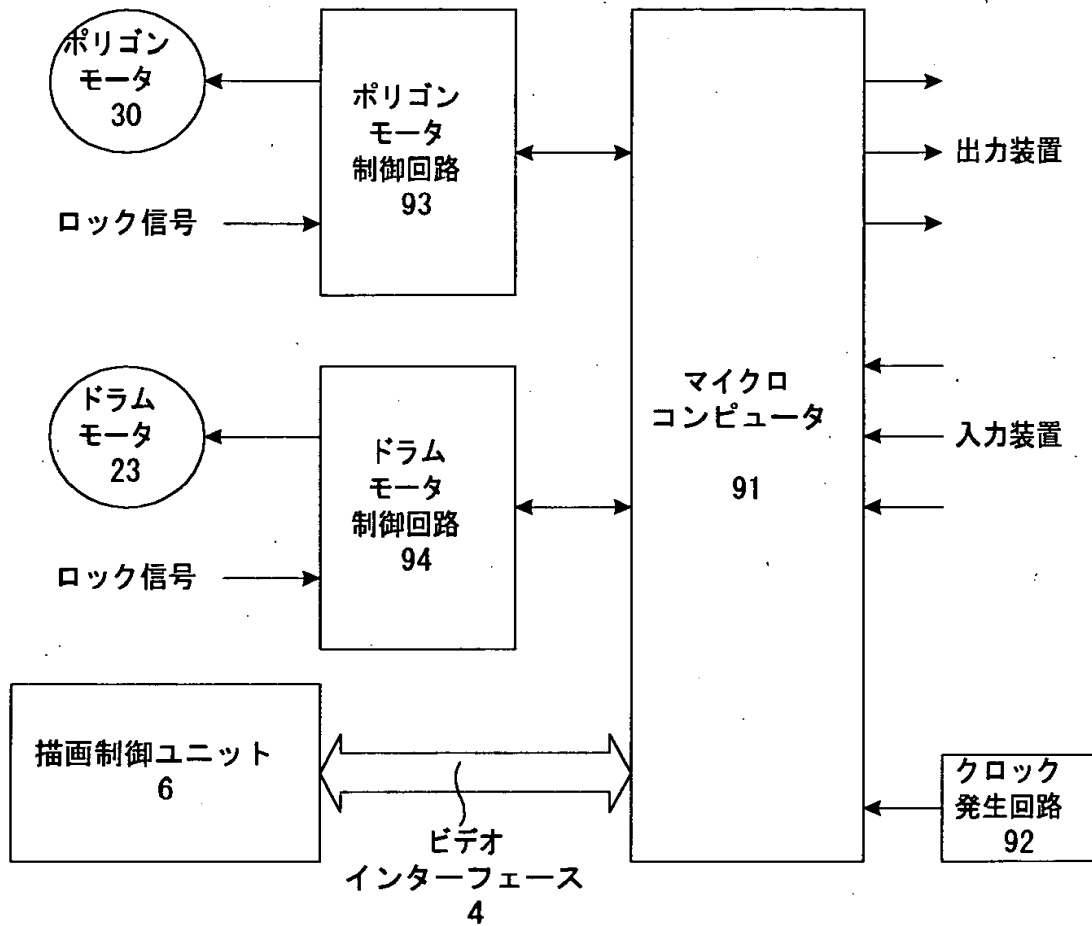 ポリゴン
モータ
30
ロック信号
ポリゴン
モータ
制御回路
93
ドラム
モータ
23
ロック信号
ドラム
モータ
制御回路
94
描画制御ユニット
6
ビデオ
インターフェース
4
マイクロ
コンピュータ
91
出力装置
入力装置
クロック
発生回路
92